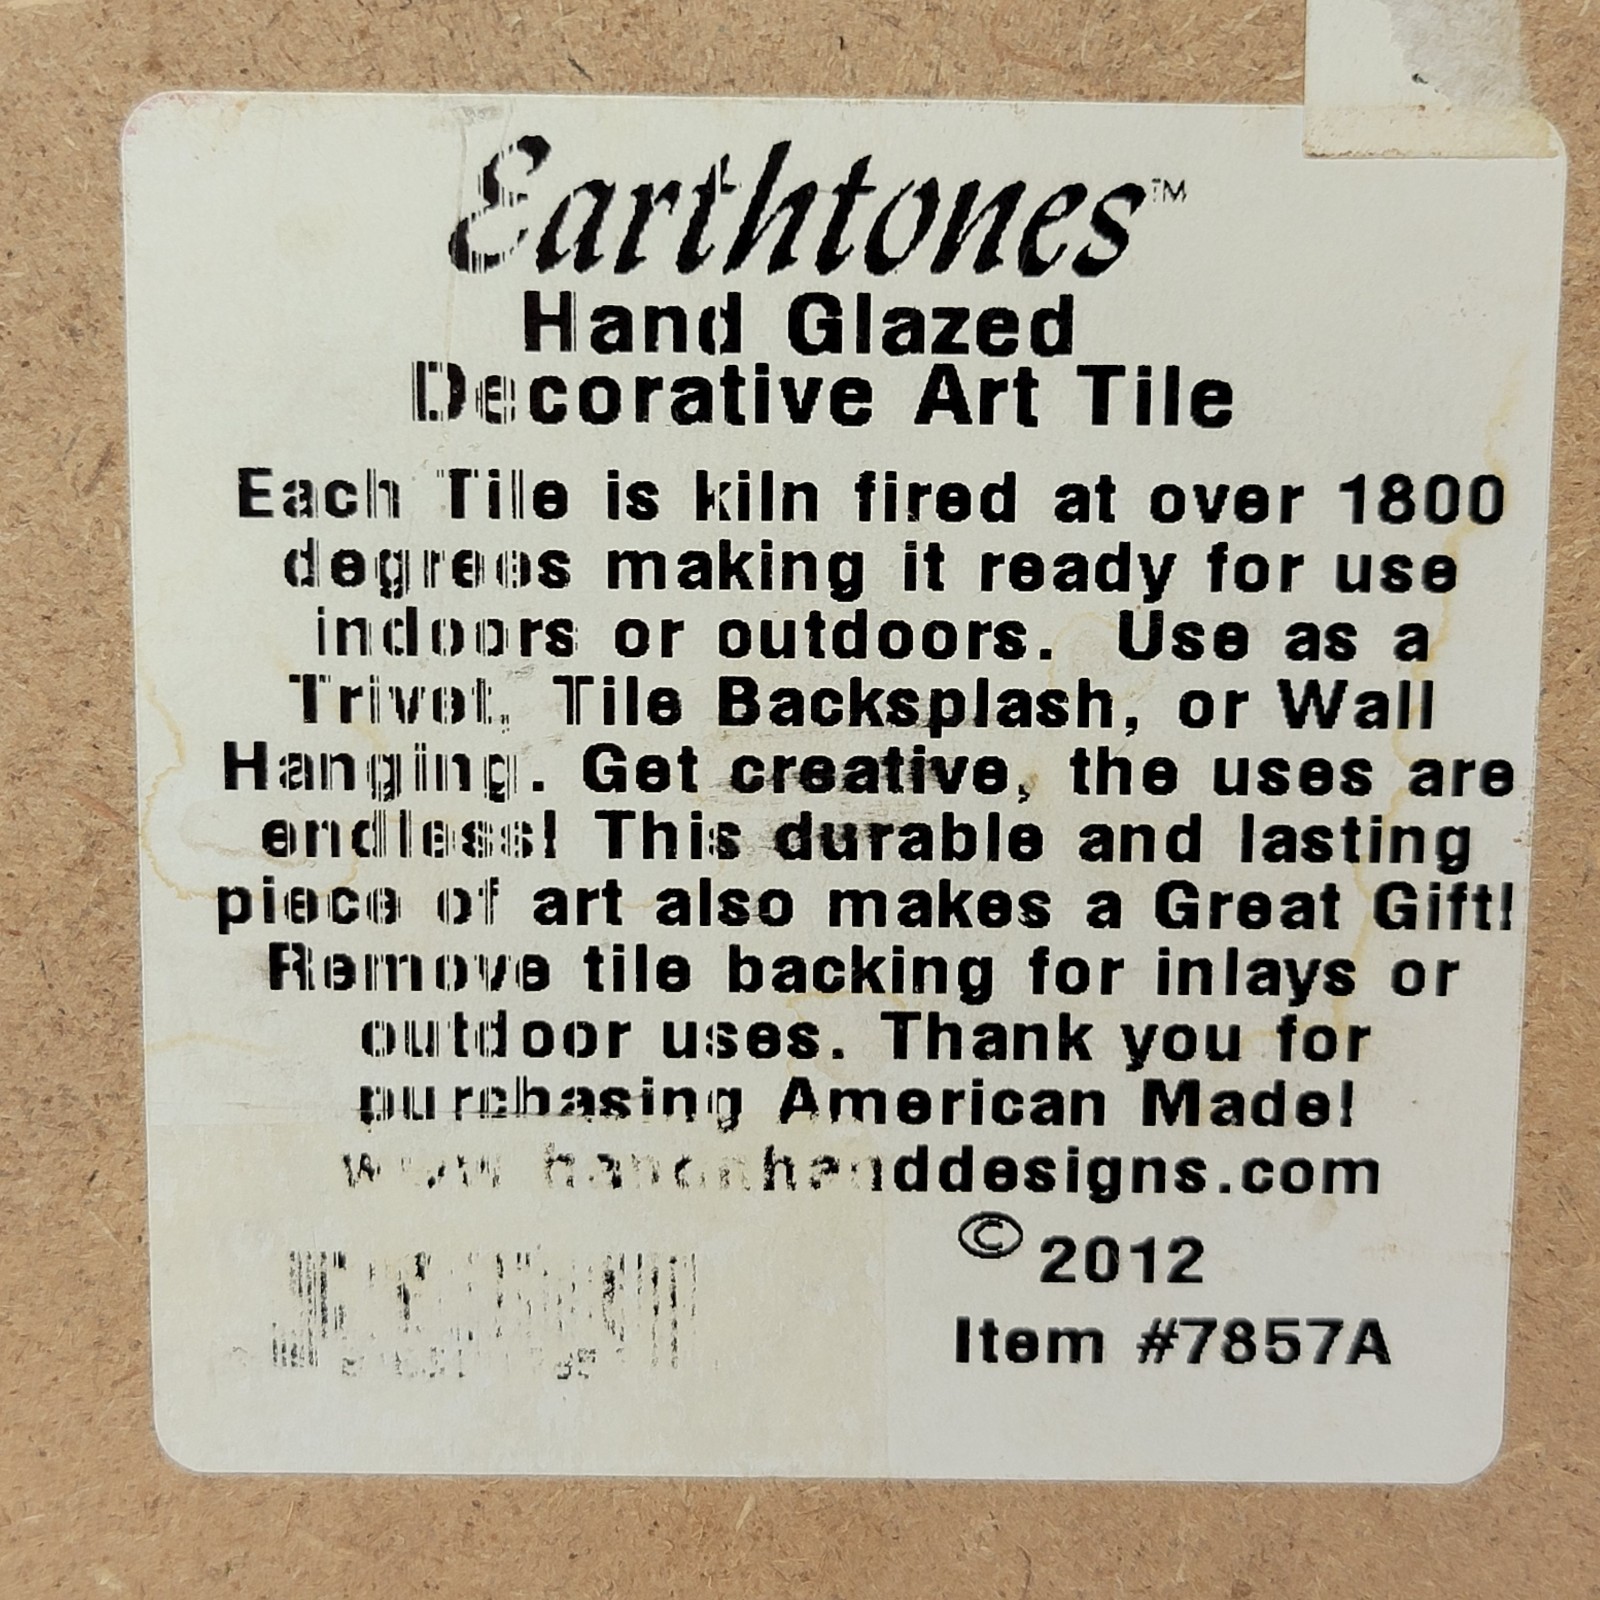 Earthtones™
Hand Glazed
Decorative Art Tile
Each Tile is kiln fired at over 1800
degrees making it ready for use
indoors or outdoors. Use as a
Trivet, Tile Backsplash, or Wall
Hanging. Get creative, the uses are
endless! This durable and lasting
piece of art also makes a Great Gift!
Remove tile backing for inlays or
outdoor uses. Thank you for
purchasing American Made!
© 2012
Item #7857A